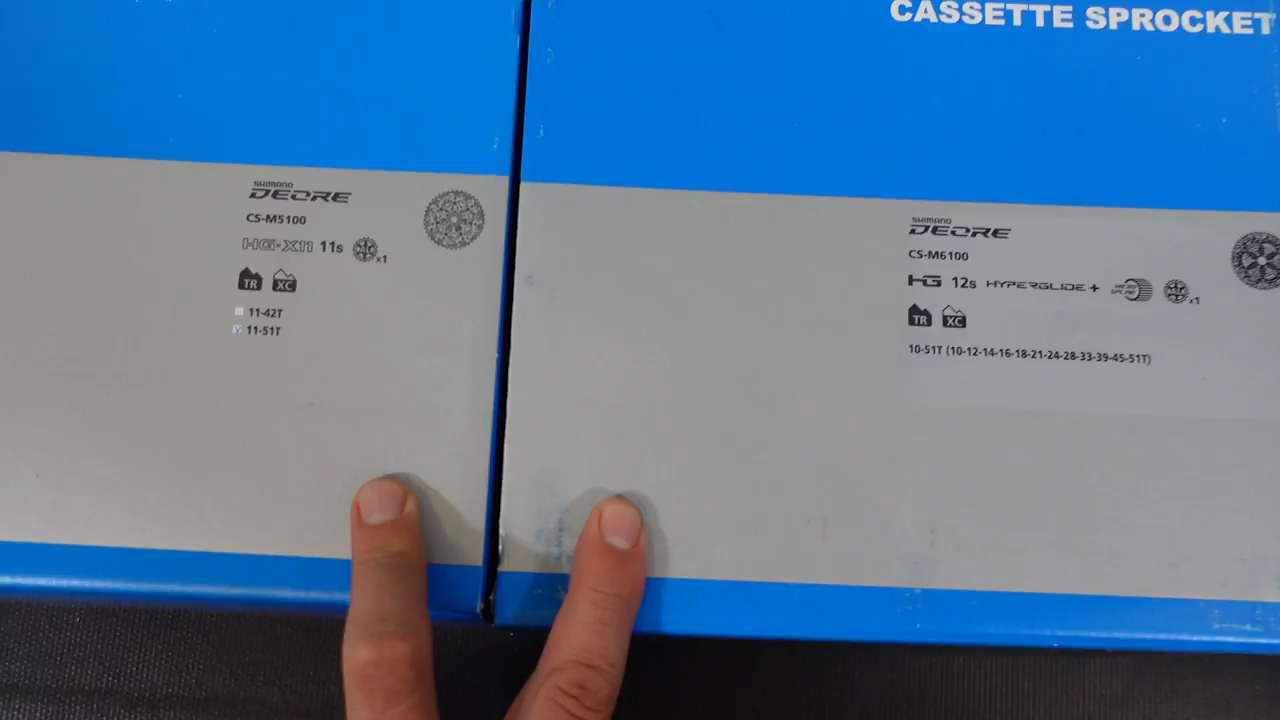 CASSETTE SPROCKET
SHIMANO
DEORE
CS-M5100
HG-X11 11s x1
TR XC
11-42T
11-51T
SHIMANO
DEORE
CS-M6100
HG 12s HYPERGLIDE+ MICRO SPLINE x1
TR XC
10-51T (10-12-14-16-18-21-24-28-33-39-45-51T)